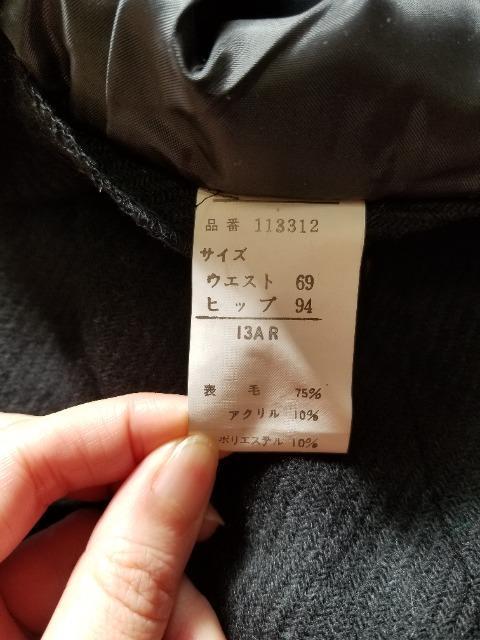 品番 113312
サイズ
ウエスト 69
ヒップ 94
13AR
表 毛 75%
アクリル 10%
ポリエステル 10%